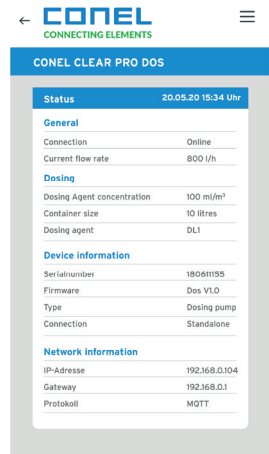 CONEL
CONNECTING ELEMENTS
CONEL CLEAR PRO DOS
Status 20.05.20 15:34 Uhr
General
Connection Online
Current flow rate 800 l/h
Dosing
Dosing Agent concentration 100 ml/m³
Container size 10 litres
Dosing agent DL1
Device information
Serialnumber 180611155
Firmware Dos V1.0
Type Dosing pump
Connection Standalone
Network information
IP-Adresse 192.168.0.104
Gateway 192.168.0.1
Protokoll MQTT